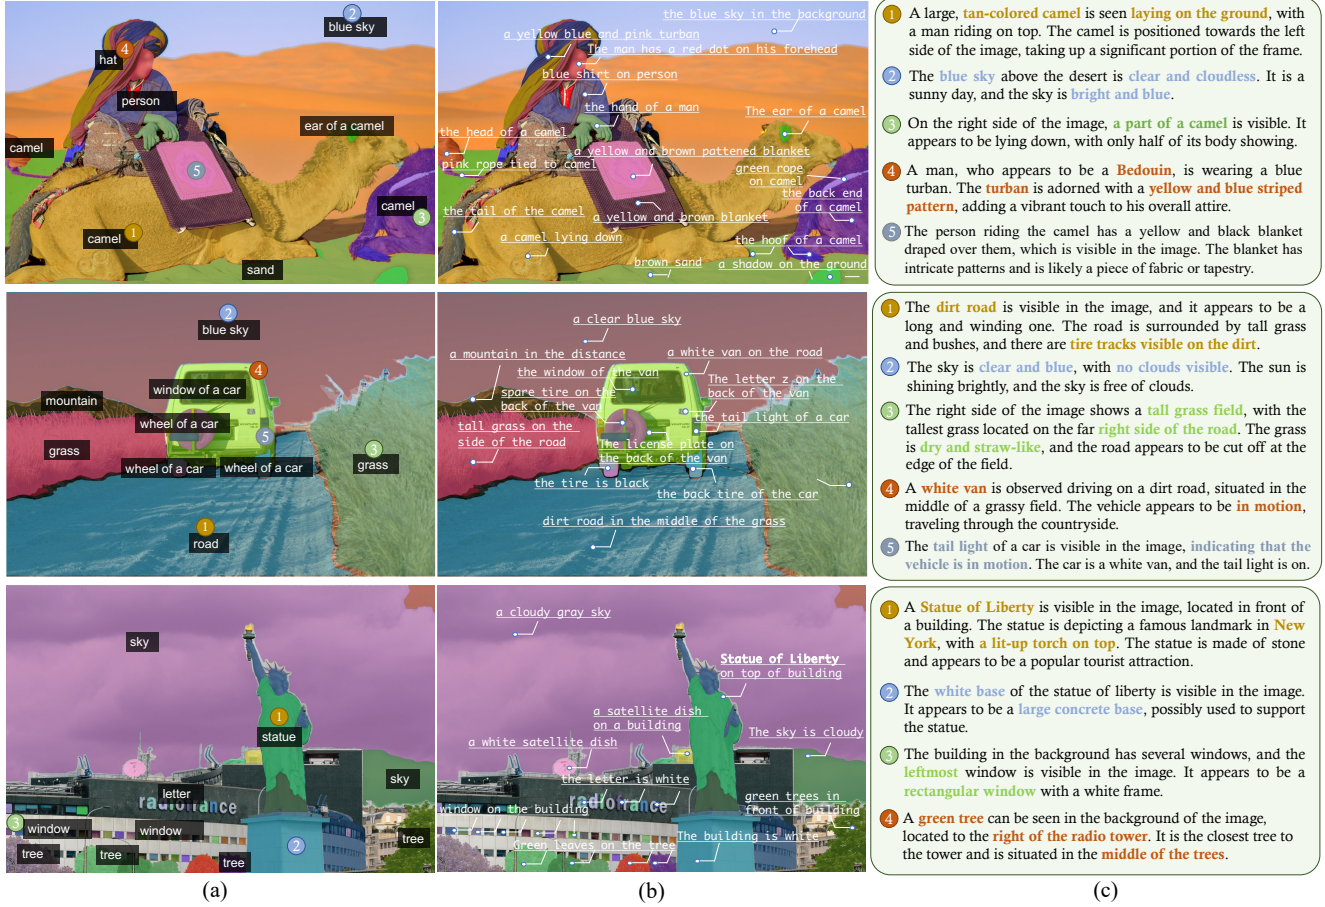 2
blue sky
4
hat
person
ear of a camel
camel
5
camel
3
camel
1
sand
the blue sky in the background
a yellow blue and pink turban
The man has a red dot on his forehead
blue shirt on person
the hand of a man
The ear of a camel
the head of a camel
a yellow and brown pattened blanket
pink rope tied to camel
green rope
on camel
the back end
of a camel
the tail of the camel
a yellow and brown blanket
a camel lying down
the hoof of a camel
brown sand
a shadow on the ground
1 A large, tan-colored camel is seen laying on the ground, with
a man riding on top. The camel is positioned towards the left
side of the image, taking up a significant portion of the frame.
2 The blue sky above the desert is clear and cloudless. It is a
sunny day, and the sky is bright and blue.
3 On the right side of the image, a part of a camel is visible. It
appears to be lying down, with only half of its body showing.
4 A man, who appears to be a Bedouin, is wearing a blue
turban. The turban is adorned with a yellow and blue striped
pattern, adding a vibrant touch to his overall attire.
5 The person riding the camel has a yellow and black blanket
draped over them, which is visible in the image. The blanket has
intricate patterns and is likely a piece of fabric or tapestry.
2
blue sky
4
window of a car
mountain
wheel of a car
5
grass
3
grass
wheel of a car
wheel of a car
1
road
a clear blue sky
a mountain in the distance
a white van on the road
the window of the van
The letter z on the
back of the van
spare tire on the
back of the van
the tail light of a car
tall grass on the
side of the road
The license plate on
the back of the van
the tire is black
the back tire of the car
dirt road in the middle of the grass
1 The dirt road is visible in the image, and it appears to be a
long and winding one. The road is surrounded by tall grass
and bushes, and there are tire tracks visible on the dirt.
2 The sky is clear and blue, with no clouds visible. The sun is
shining brightly, and the sky is free of clouds.
3 The right side of the image shows a tall grass field, with the
tallest grass located on the far right side of the road. The grass
is dry and straw-like, and the road appears to be cut off at the
edge of the field.
4 A white van is observed driving on a dirt road, situated in the
middle of a grassy field. The vehicle appears to be in motion,
traveling through the countryside.
5 The tail light of a car is visible in the image, indicating that the
vehicle is in motion. The car is a white van, and the tail light is on.
sky
1
statue
sky
letter
radiofrance
3
window
window
tree
2
tree
tree
tree
a cloudy gray sky
Statue of Liberty
on top of building
a satellite dish
on a building
The sky is cloudy
a white satellite dish
the letter is white
radiofrance
green trees in
front of building
window on the building
The building is white
Green leaves on the tree
1 A Statue of Liberty is visible in the image, located in front of
a building. The statue is depicting a famous landmark in New
York, with a lit-up torch on top. The statue is made of stone
and appears to be a popular tourist attraction.
2 The white base of the statue of liberty is visible in the image.
It appears to be a large concrete base, possibly used to support
the statue.
3 The building in the background has several windows, and the
leftmost window is visible in the image. It appears to be a
rectangular window with a white frame.
4 A green tree can be seen in the background of the image,
located to the right of the radio tower. It is the closest tree to
the tower and is situated in the middle of the trees.
(a)
(b)
(c)